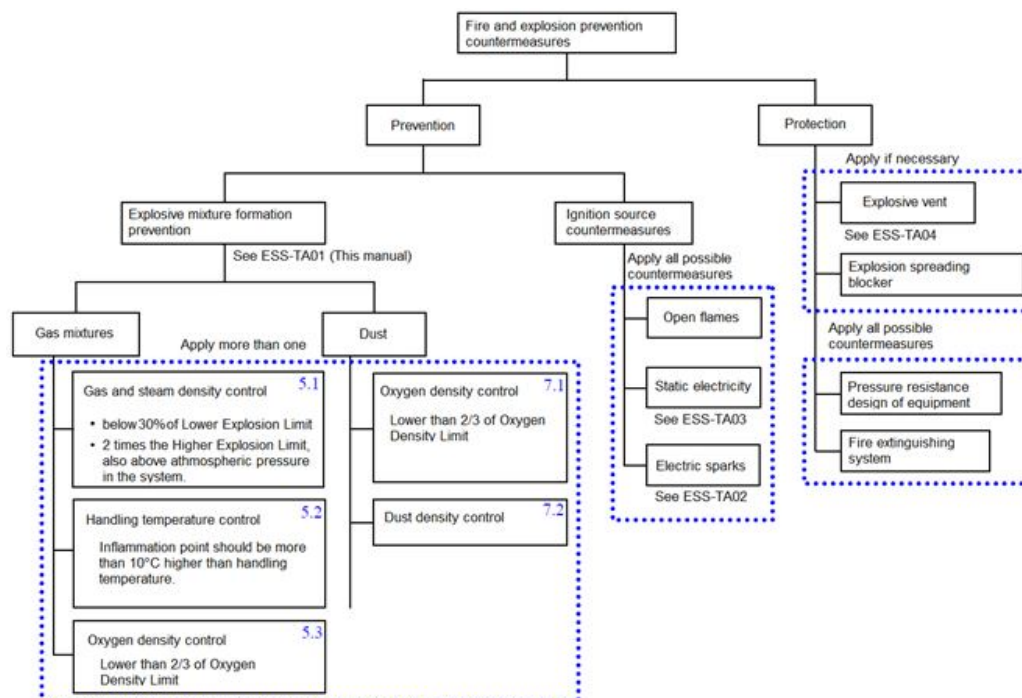 Fire and explosion prevention
countermeasures
Prevention
Protection
Apply if necessary
Explosive mixture formation
prevention
Ignition source
countermeasures
Explosive vent
See ESS-TA04
See ESS-TA01 (This manual)
Apply all possible
countermeasures
Explosion spreading
blocker
Gas mixtures
Apply more than one
Dust
Open flames
Apply all possible
countermeasures
Gas and steam density control
5.1
• below 30% of Lower Explosion Limit
• 2 times the Higher Explosion Limit,
also above athmospheric pressure
in the system.
Oxygen density control
7.1
Lower than 2/3 of Oxygen
Density Limit
Static electricity
See ESS-TA03
Pressure resistance
design of equipment
Fire extinguishing
system
Electric sparks
See ESS-TA02
Handling temperature control
5.2
Inflammation point should be more
than 10°C higher than handling
temperature.
Dust density control
7.2
Oxygen density control
5.3
Lower than 2/3 of Oxygen
Density Limit